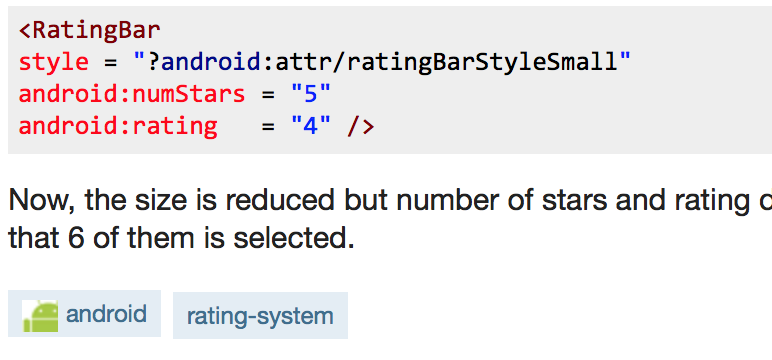 <RatingBar
style = "?android:attr/ratingBarStyleSmall"
android:numStars = "5"
android:rating   = "4" />
Now, the size is reduced but number of stars and rating
that 6 of them is selected.
android
rating-system